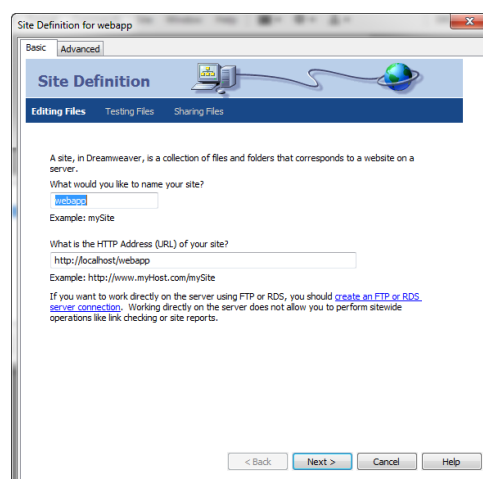 Site Definition for webapp
Basic Advanced
Site Definition
Editing Files Testing Files Sharing Files
A site, in Dreamweaver, is a collection of files and folders that corresponds to a website on a
server.
What would you like to name your site?
webapp
Example: mySite
What is the HTTP Address (URL) of your site?
http://localhost/webapp
Example: http://www.myHost.com/mySite
If you want to work directly on the server using FTP or RDS, you should create an FTP or RDS
server connection. Working directly on the server does not allow you to perform sitewide
operations like link checking or site reports.
< Back Next > Cancel Help